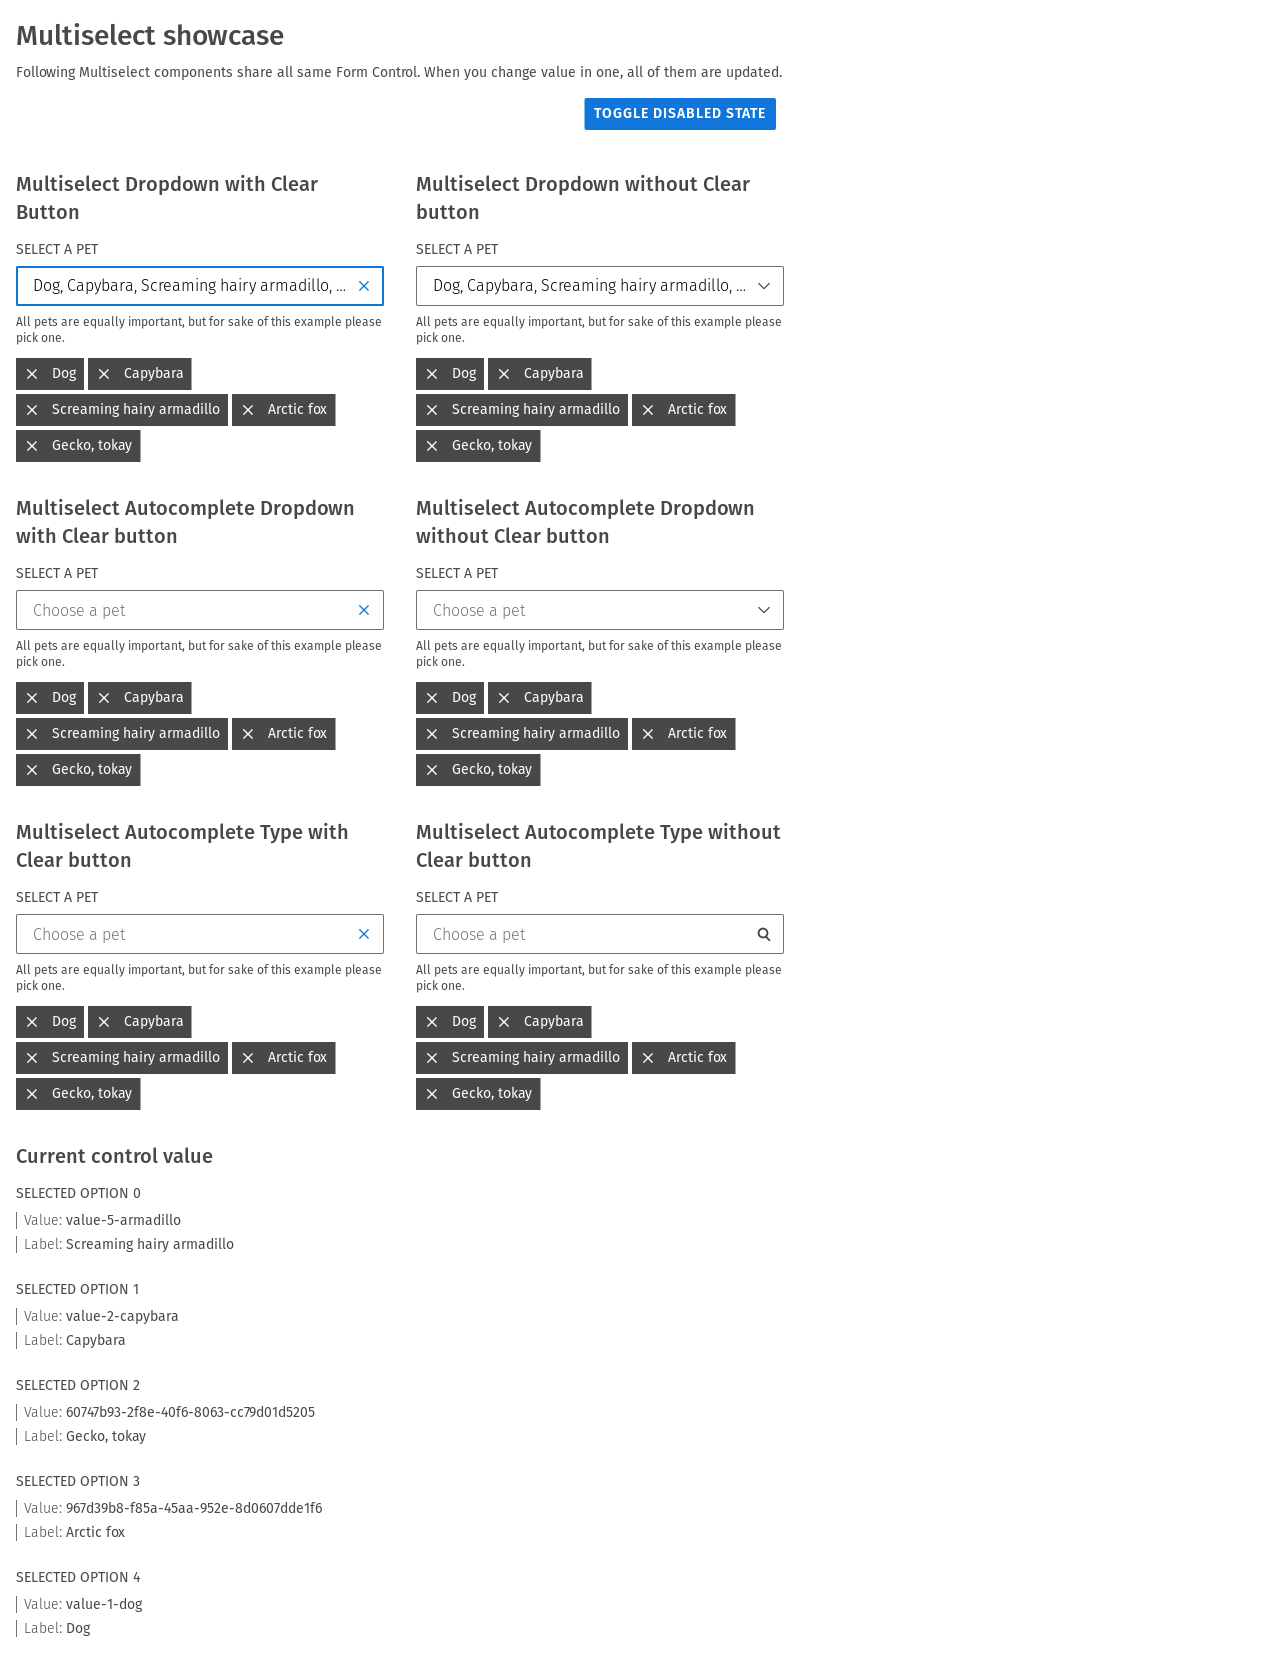 Multiselect showcase
Following Multiselect components share all same Form Control. When you change value in one, all of them are updated.
TOGGLE DISABLED STATE
Multiselect Dropdown with Clear
Button
SELECT A PET
Dog, Capybara, Screaming hairy armadillo, ...
All pets are equally important, but for sake of this example please
pick one.
Dog
Capybara
Screaming hairy armadillo
Arctic fox
Gecko, tokay
Multiselect Dropdown without Clear
button
SELECT A PET
Dog, Capybara, Screaming hairy armadillo, ...
All pets are equally important, but for sake of this example please
pick one.
Dog
Capybara
Screaming hairy armadillo
Arctic fox
Gecko, tokay
Multiselect Autocomplete Dropdown
with Clear button
SELECT A PET
Choose a pet
All pets are equally important, but for sake of this example please
pick one.
Dog
Capybara
Screaming hairy armadillo
Arctic fox
Gecko, tokay
Multiselect Autocomplete Dropdown
without Clear button
SELECT A PET
Choose a pet
All pets are equally important, but for sake of this example please
pick one.
Dog
Capybara
Screaming hairy armadillo
Arctic fox
Gecko, tokay
Multiselect Autocomplete Type with
Clear button
SELECT A PET
Choose a pet
All pets are equally important, but for sake of this example please
pick one.
Dog
Capybara
Screaming hairy armadillo
Arctic fox
Gecko, tokay
Multiselect Autocomplete Type without
Clear button
SELECT A PET
Choose a pet
All pets are equally important, but for sake of this example please
pick one.
Dog
Capybara
Screaming hairy armadillo
Arctic fox
Gecko, tokay
Current control value
SELECTED OPTION 0
Value: value-5-armadillo
Label: Screaming hairy armadillo
SELECTED OPTION 1
Value: value-2-capybara
Label: Capybara
SELECTED OPTION 2
Value: 60747b93-2f8e-40f6-8063-cc79d01d5205
Label: Gecko, tokay
SELECTED OPTION 3
Value: 967d39b8-f85a-45aa-952e-8d0607dde1f6
Label: Arctic fox
SELECTED OPTION 4
Value: value-1-dog
Label: Dog